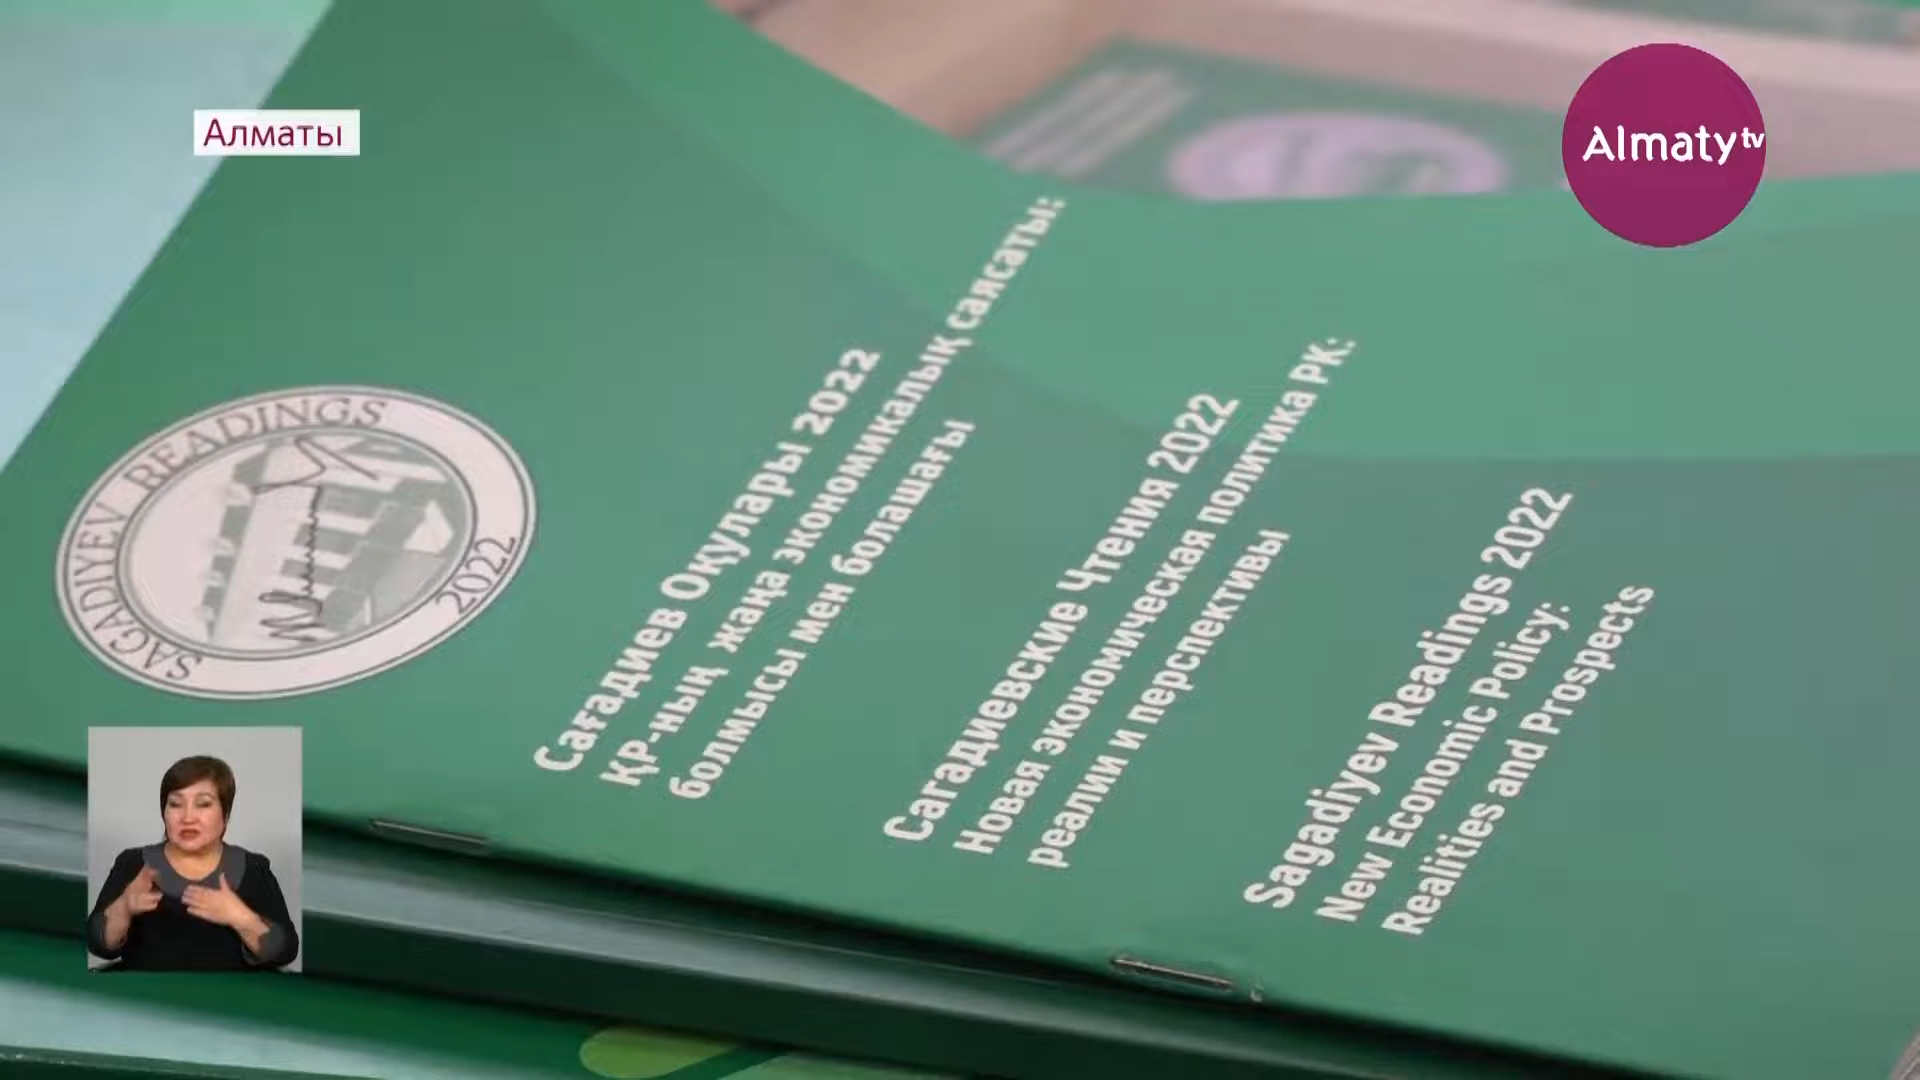 Алматы
Almaty tv
SAGADIYEV READINGS
2022
Сағадиев Оқулары 2022
ҚР-ның жаңа экономикалық саясаты:
болмысы мен болашағы
Сагадиевские Чтения 2022
Новая экономическая политика РК:
реалии и перспективы
Sagadiyev Readings 2022
New Economic Policy:
Realities and Prospects